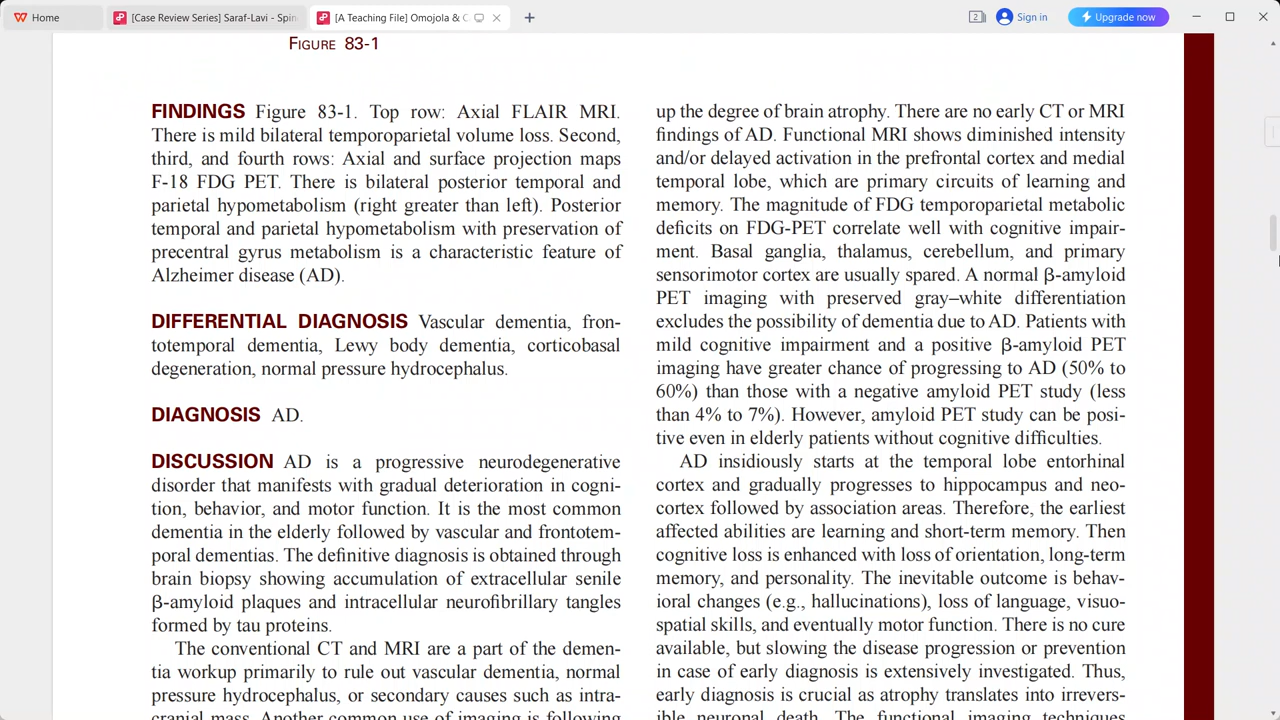 Home
[Case Review Series] Saraf-Lavi - Spin
[A Teaching File] Omojola & C
2
Sign in
Upgrade now
FIGURE 83-1
FINDINGS Figure 83-1. Top row: Axial FLAIR MRI.
There is mild bilateral temporoparietal volume loss. Second,
third, and fourth rows: Axial and surface projection maps
F-18 FDG PET. There is bilateral posterior temporal and
parietal hypometabolism (right greater than left). Posterior
temporal and parietal hypometabolism with preservation of
precentral gyrus metabolism is a characteristic feature of
Alzheimer disease (AD).
DIFFERENTIAL DIAGNOSIS Vascular dementia, fron-
totemporal dementia, Lewy body dementia, corticobasal
degeneration, normal pressure hydrocephalus.
DIAGNOSIS AD.
DISCUSSION AD is a progressive neurodegenerative
disorder that manifests with gradual deterioration in cogni-
tion, behavior, and motor function. It is the most common
dementia in the elderly followed by vascular and frontotem-
poral dementias. The definitive diagnosis is obtained through
brain biopsy showing accumulation of extracellular senile
β-amyloid plaques and intracellular neurofibrillary tangles
formed by tau proteins.
The conventional CT and MRI are a part of the demen-
tia workup primarily to rule out vascular dementia, normal
pressure hydrocephalus, or secondary causes such as intra-
cranial mass. Another common use of imaging is following
up the degree of brain atrophy. There are no early CT or MRI
findings of AD. Functional MRI shows diminished intensity
and/or delayed activation in the prefrontal cortex and medial
temporal lobe, which are primary circuits of learning and
memory. The magnitude of FDG temporoparietal metabolic
deficits on FDG-PET correlate well with cognitive impair-
ment. Basal ganglia, thalamus, cerebellum, and primary
sensorimotor cortex are usually spared. A normal β-amyloid
PET imaging with preserved gray–white differentiation
excludes the possibility of dementia due to AD. Patients with
mild cognitive impairment and a positive β-amyloid PET
imaging have greater chance of progressing to AD (50% to
60%) than those with a negative amyloid PET study (less
than 4% to 7%). However, amyloid PET study can be posi-
tive even in elderly patients without cognitive difficulties.
AD insidiously starts at the temporal lobe entorhinal
cortex and gradually progresses to hippocampus and neo-
cortex followed by association areas. Therefore, the earliest
affected abilities are learning and short-term memory. Then
cognitive loss is enhanced with loss of orientation, long-term
memory, and personality. The inevitable outcome is behav-
ioral changes (e.g., hallucinations), loss of language, visuo-
spatial skills, and eventually motor function. There is no cure
available, but slowing the disease progression or prevention
in case of early diagnosis is extensively investigated. Thus,
early diagnosis is crucial as atrophy translates into irrevers-
ible neuronal death. The functional imaging techniques